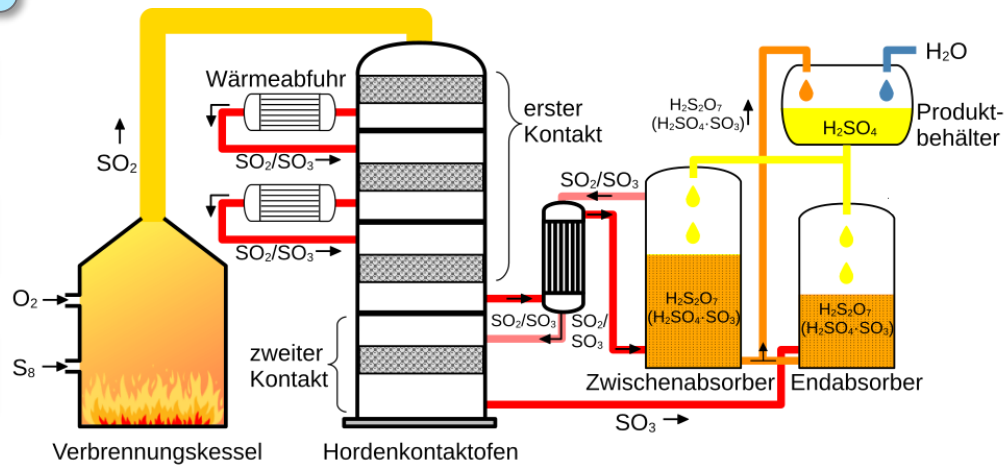 Wärmeabfuhr
SO₂
SO₂/SO₃
SO₂/SO₃
O₂
S₈
Verbrennungskessel
Hordenkontaktofen
erster
Kontakt
zweiter
Kontakt
SO₂/SO₃
SO₂/SO₃
SO₂/
SO₃
SO₃
H₂S₂O₇
(H₂SO₄·SO₃)
Zwischenabsorber
H₂S₂O₇
(H₂SO₄·SO₃)
Endabsorber
H₂S₂O₇
(H₂SO₄·SO₃)
H₂O
H₂SO₄
Produkt-
behälter